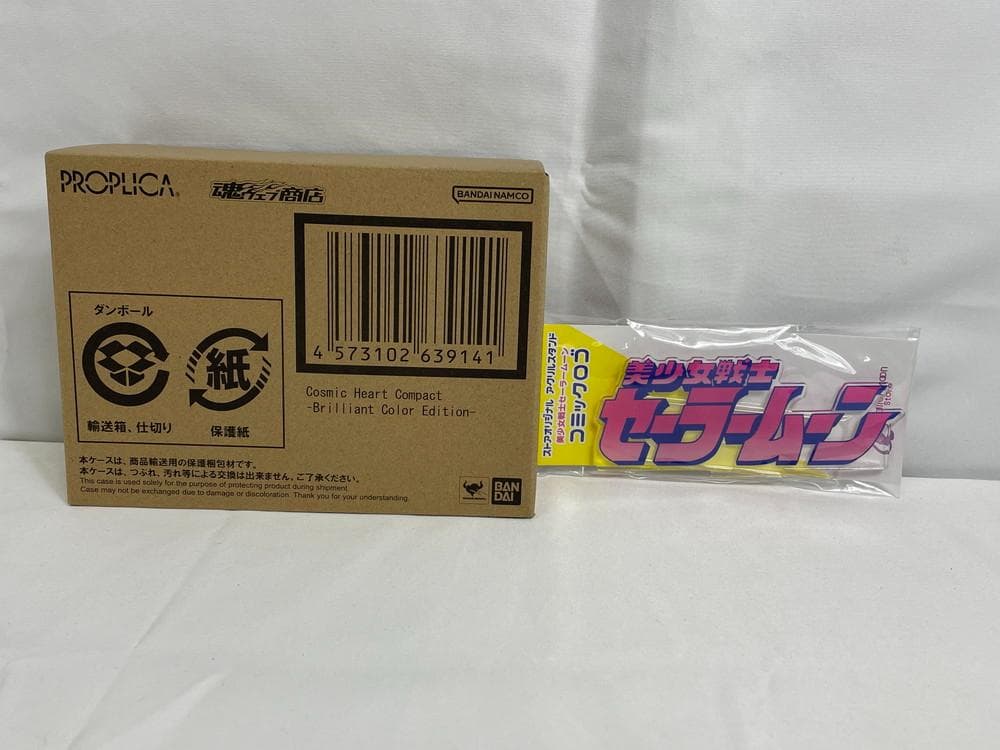 PROPLICA®
魂ウェブ商店
BANDAI NAMCO
4 573102 639141
Cosmic Heart Compact
-Brilliant Color Edition-
ダンボール
紙
輸送箱、仕切り
保護紙
本ケースは、商品輸送用の保護梱包材です。
本ケースは、つぶれ、汚れ等による交換は出来ません、ご了承ください。
This case is used solely for the purpose of protecting product during shipment.
Case may not be exchanged due to damage or discoloration. Thank you for your understanding.
BAN
DAI
ストアオリジナル アクリルスタンド
美少女戦士セーラームーン
コミックロゴ
美少女戦士
セーラームーン
Store